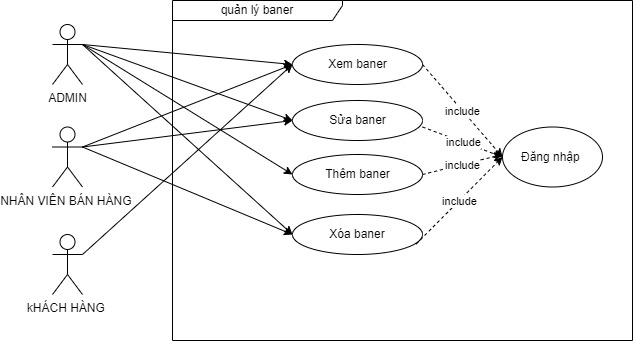 quản lý baner
ADMIN
Xem baner
include
Sửa baner
include
NHÂN VIÊN BÁN HÀNG
Thêm baner
include
Đăng nhập
include
Xóa baner
kHÁCH HÀNG